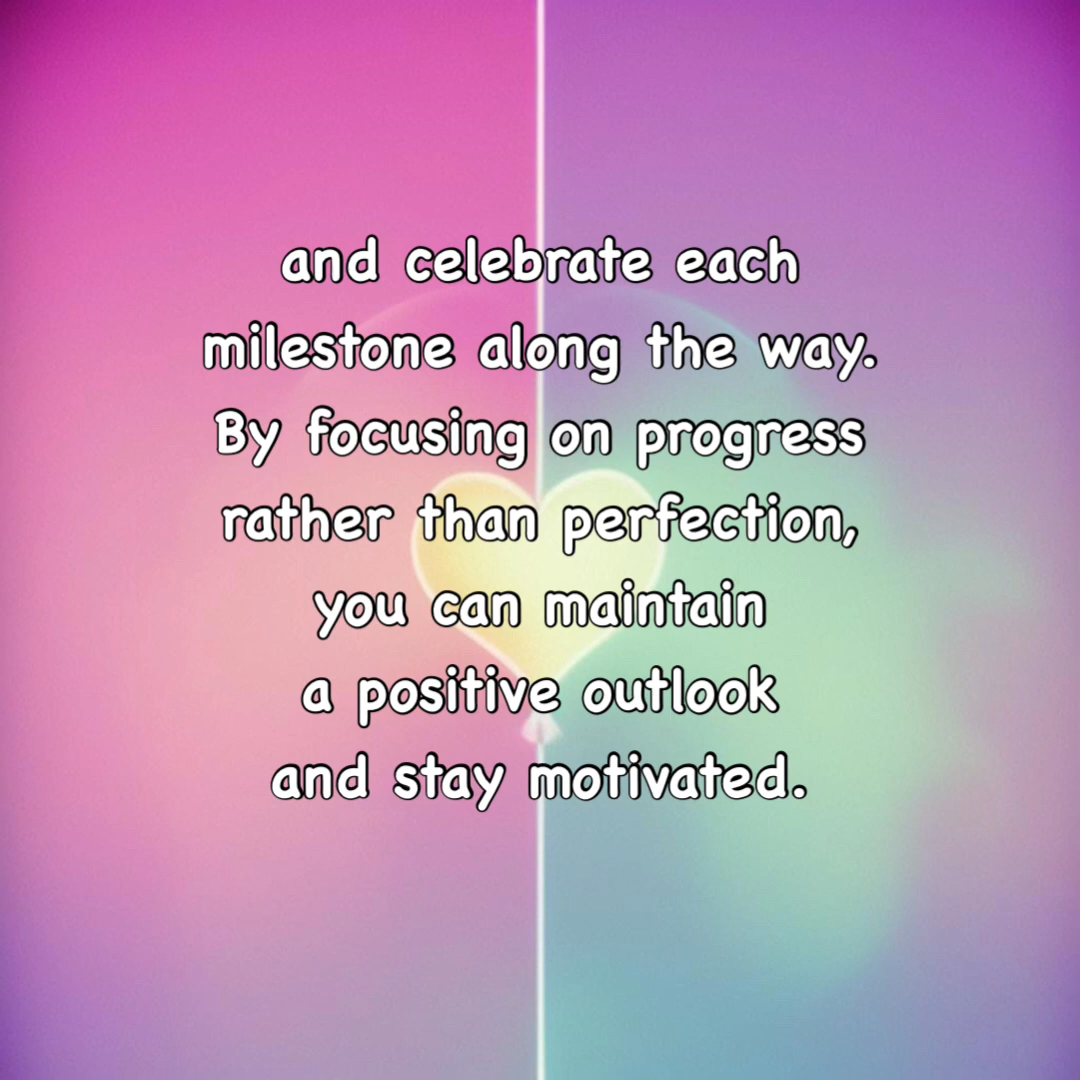 and celebrate each
milestone along the way.
By focusing on progress
rather than perfection,
you can maintain
a positive outlook
and stay motivated.